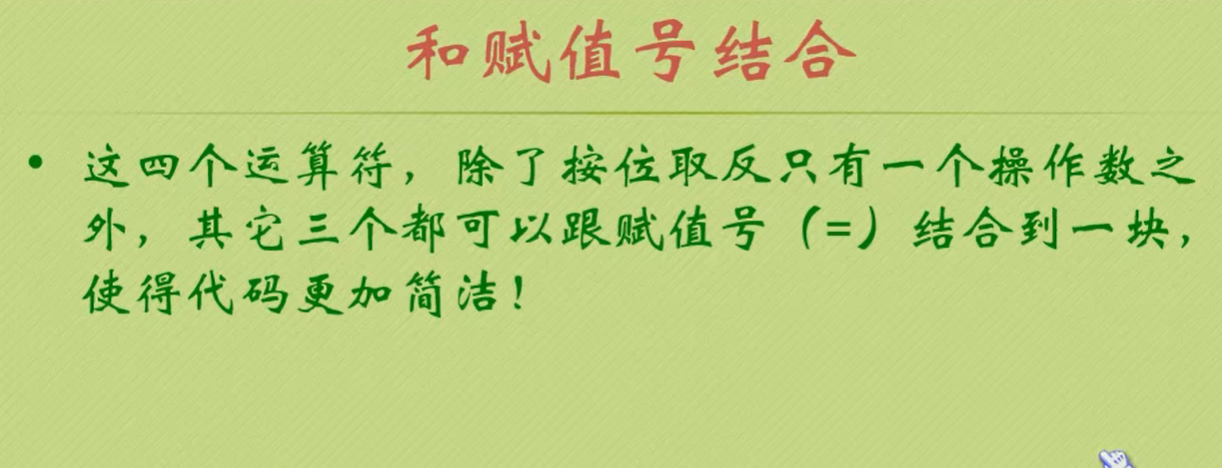 和赋值号结合
• 这四个运算符，除了按位取反只有一个操作数之
外，其它三个都可以跟赋值号（=）结合到一块，
使得代码更加简洁！